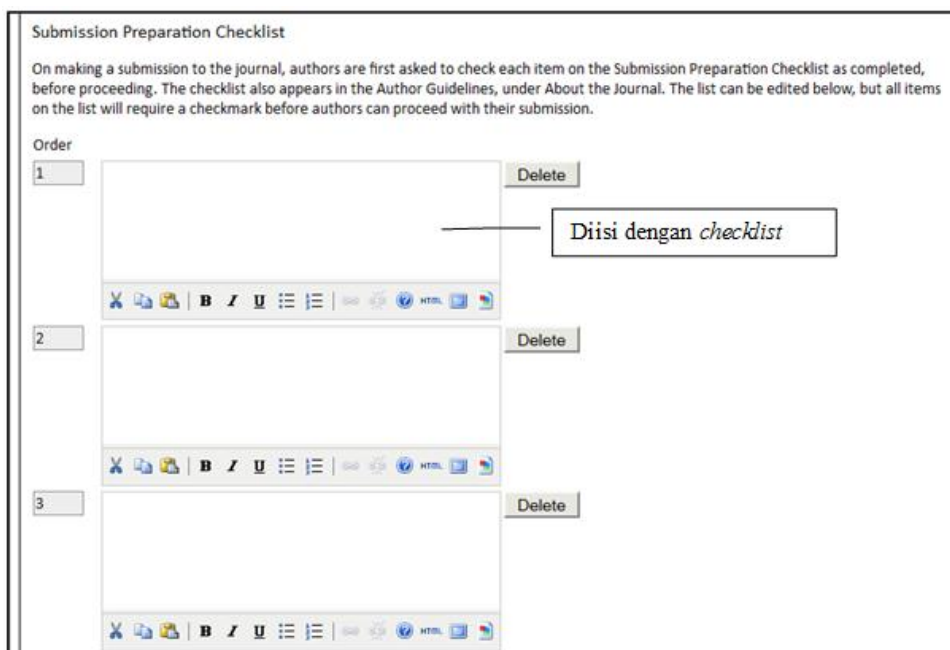 Submission Preparation Checklist
On making a submission to the journal, authors are first asked to check each item on the Submission Preparation Checklist as completed,
before proceeding. The checklist also appears in the Author Guidelines, under About the Journal. The list can be edited below, but all items
on the list will require a checkmark before authors can proceed with their submission.
Order
1
Delete
Diisi dengan checklist
B I U HTML
2
Delete
B I U HTML
3
Delete
B I U HTML